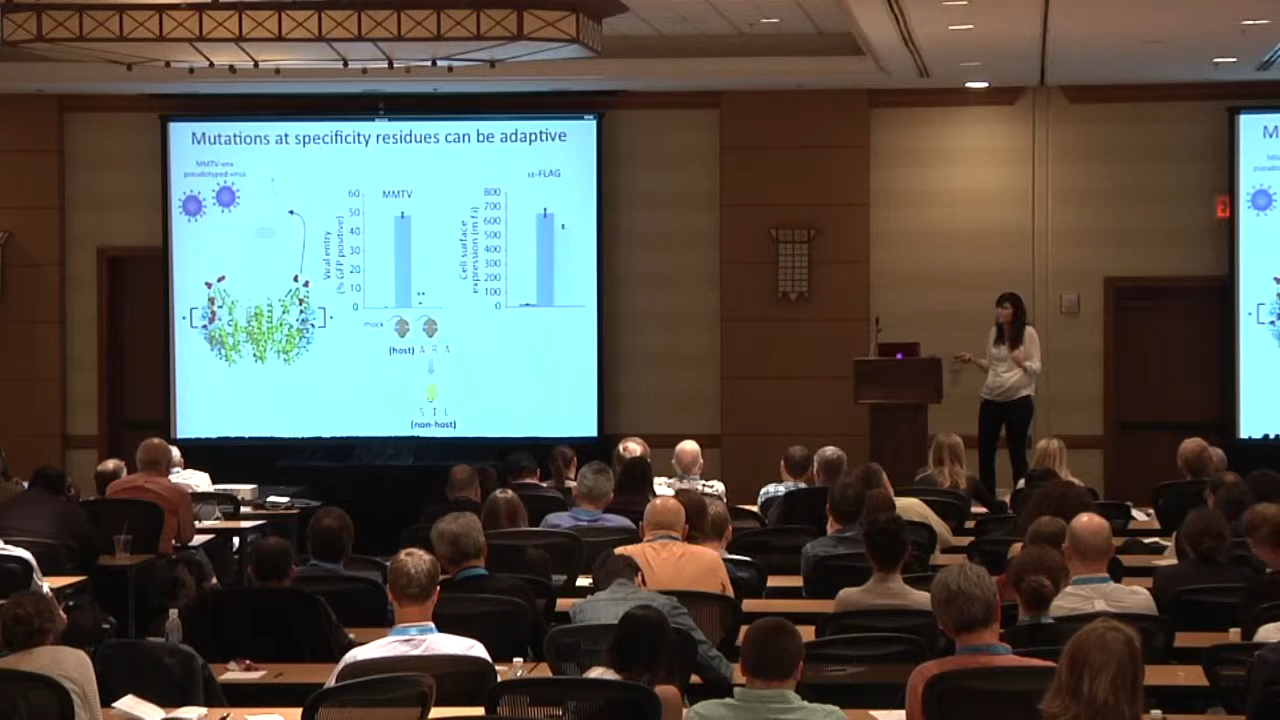 Mutations at specificity residues can be adaptive
MMTV-env
pseudotyped virus
MMTV
Viral entry
(% GFP positive)
60
50
40
30
20
10
0
mock
(host) A R A
S I L
(non-host)
α-FLAG
Cell surface
expression (m.f.i)
800
700
600
500
400
300
200
100
0
M